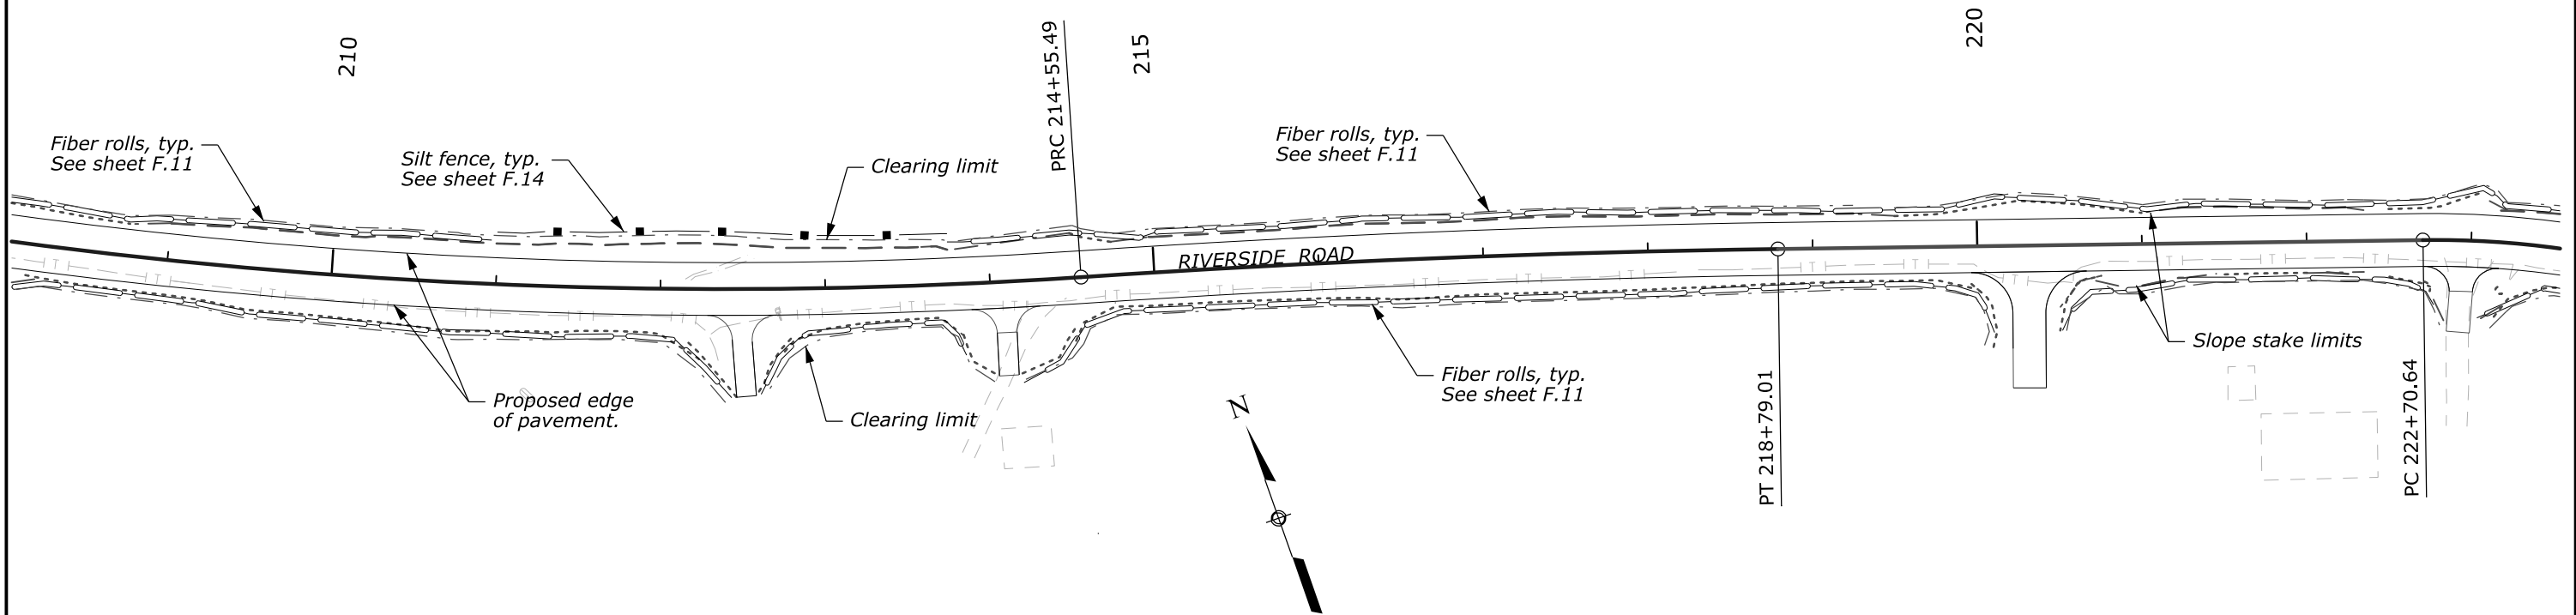 210
PRC 214+55.49
215
220
Fiber rolls, typ.
See sheet F.11
Silt fence, typ.
See sheet F.14
Clearing limit
Fiber rolls, typ.
See sheet F.11
RIVERSIDE ROAD
Proposed edge
of pavement.
Clearing limit
N
Fiber rolls, typ.
See sheet F.11
PT 218+79.01
Slope stake limits
PC 222+70.64